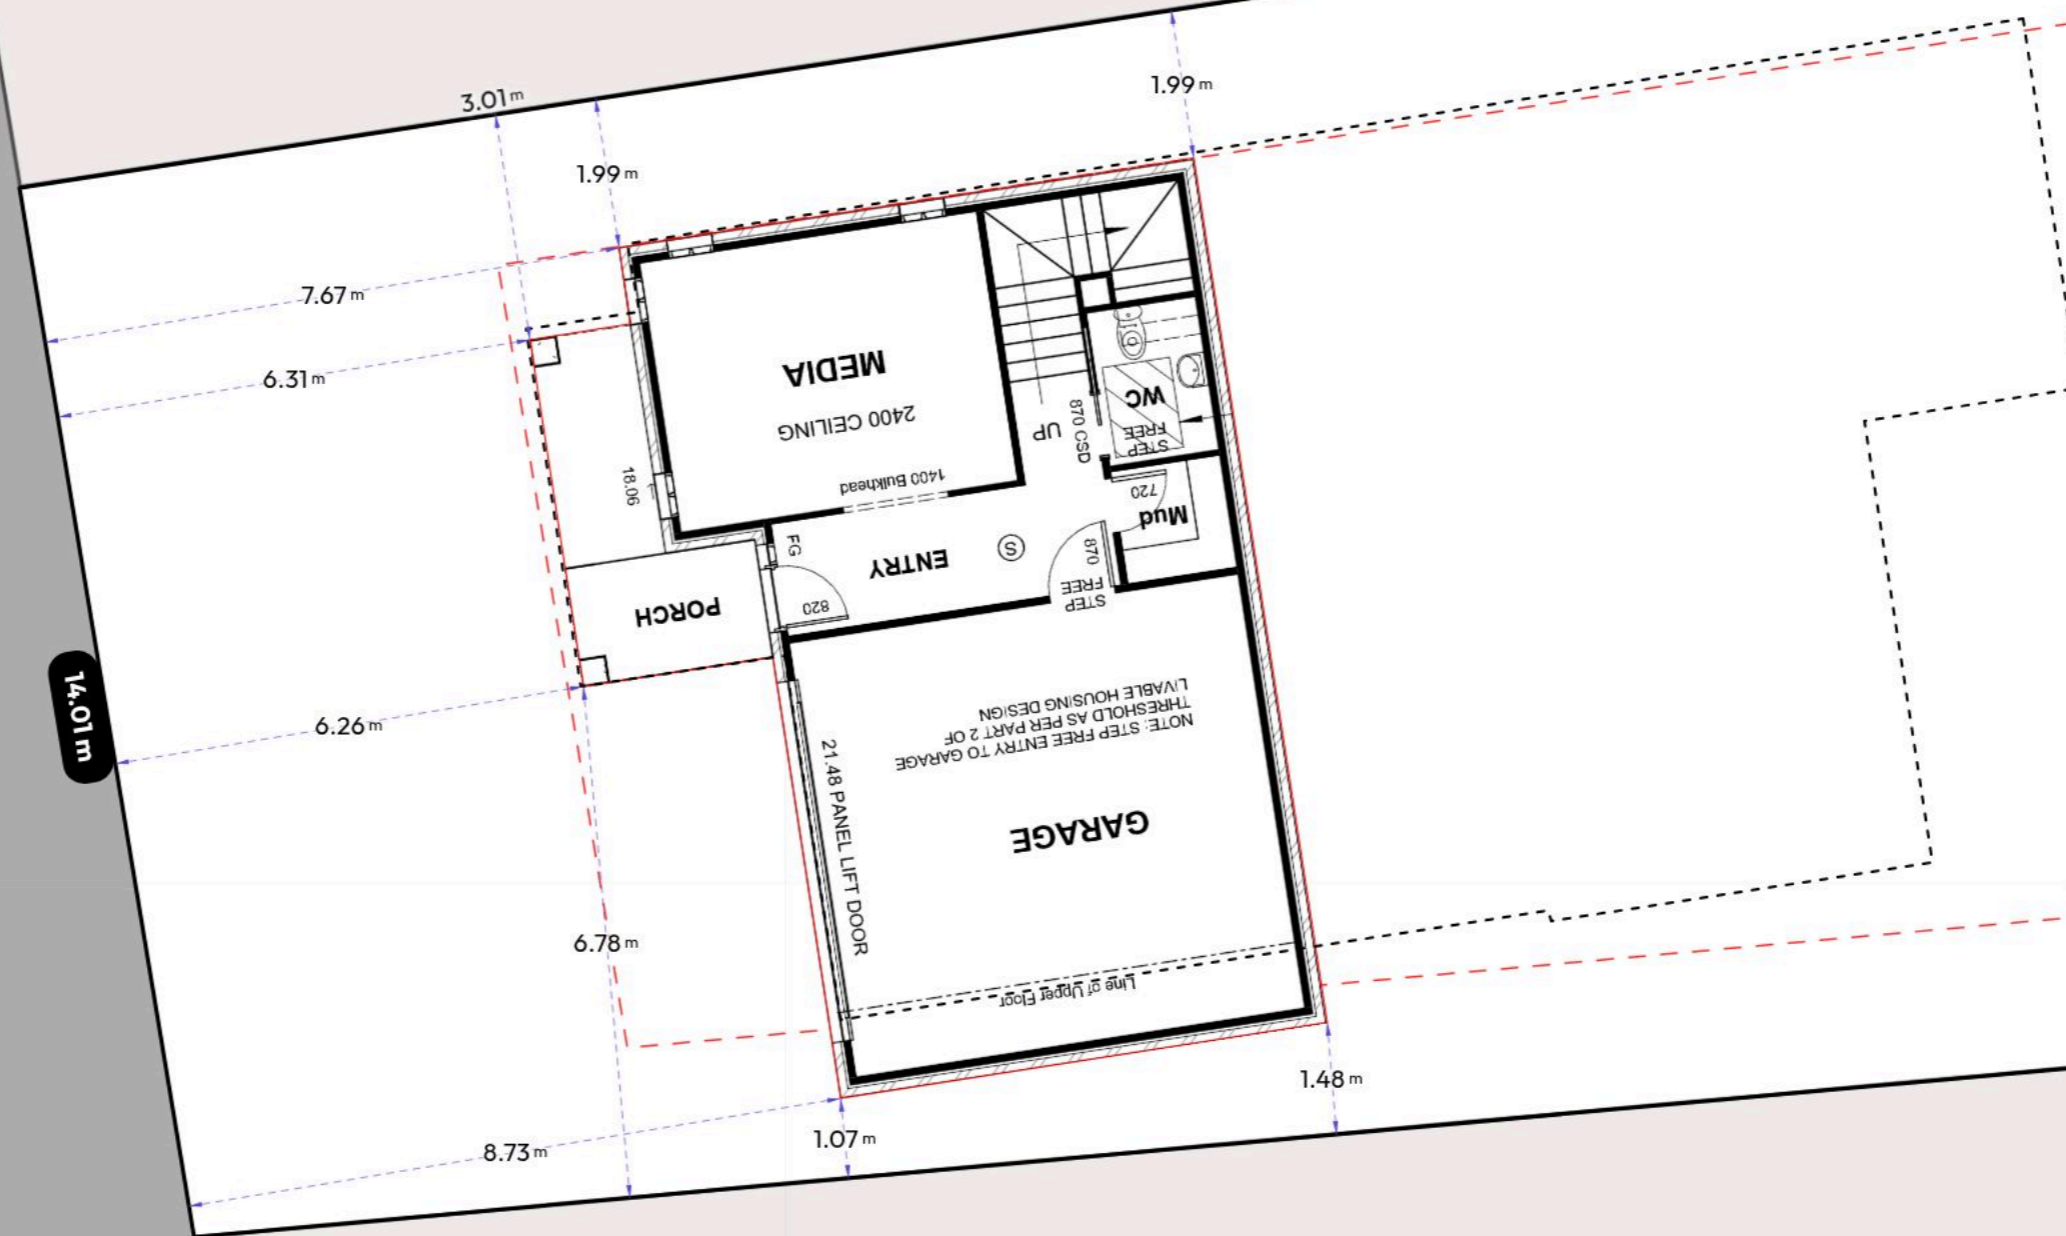 3.01 m
1.99 m
1.99 m
7.67 m
6.31 m
MEDIA
2400 CEILING
1400 Bulkhead
18.06
UP
870 CSD
WC
STEP
FREE
720
Mud
FG
ENTRY
S
870
STEP
FREE
820
PORCH
14.01 m
6.26 m
NOTE: STEP FREE ENTRY TO GARAGE
THRESHOLD AS PER PART 2 OF
LIVABLE HOUSING DESIGN
21.48 PANEL LIFT DOOR
GARAGE
6.78 m
Line of Upper Floor
1.48 m
1.07 m
8.73 m